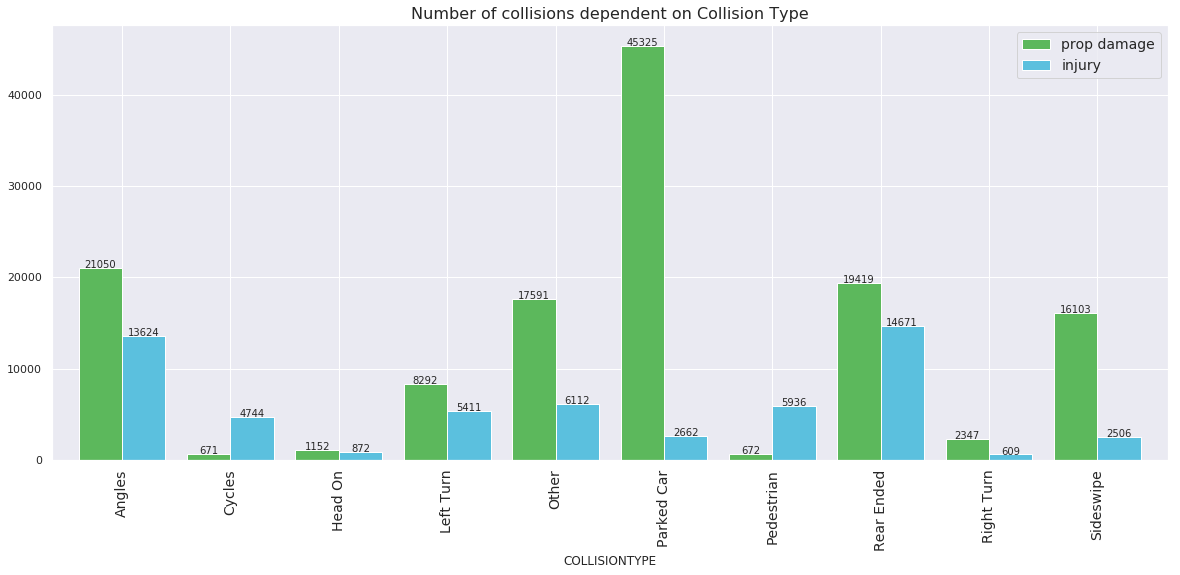 Number of collisions dependent on Collision Type
prop damage
injury
40000
30000
20000
10000
0
21050
13624
671
4744
1152
872
8292
5411
17591
6112
45325
2662
672
5936
19419
14671
2347
609
16103
2506
Angles
Cycles
Head On
Left Turn
Other
Parked Car
Pedestrian
Rear Ended
Right Turn
Sideswipe
COLLISIONTYPE